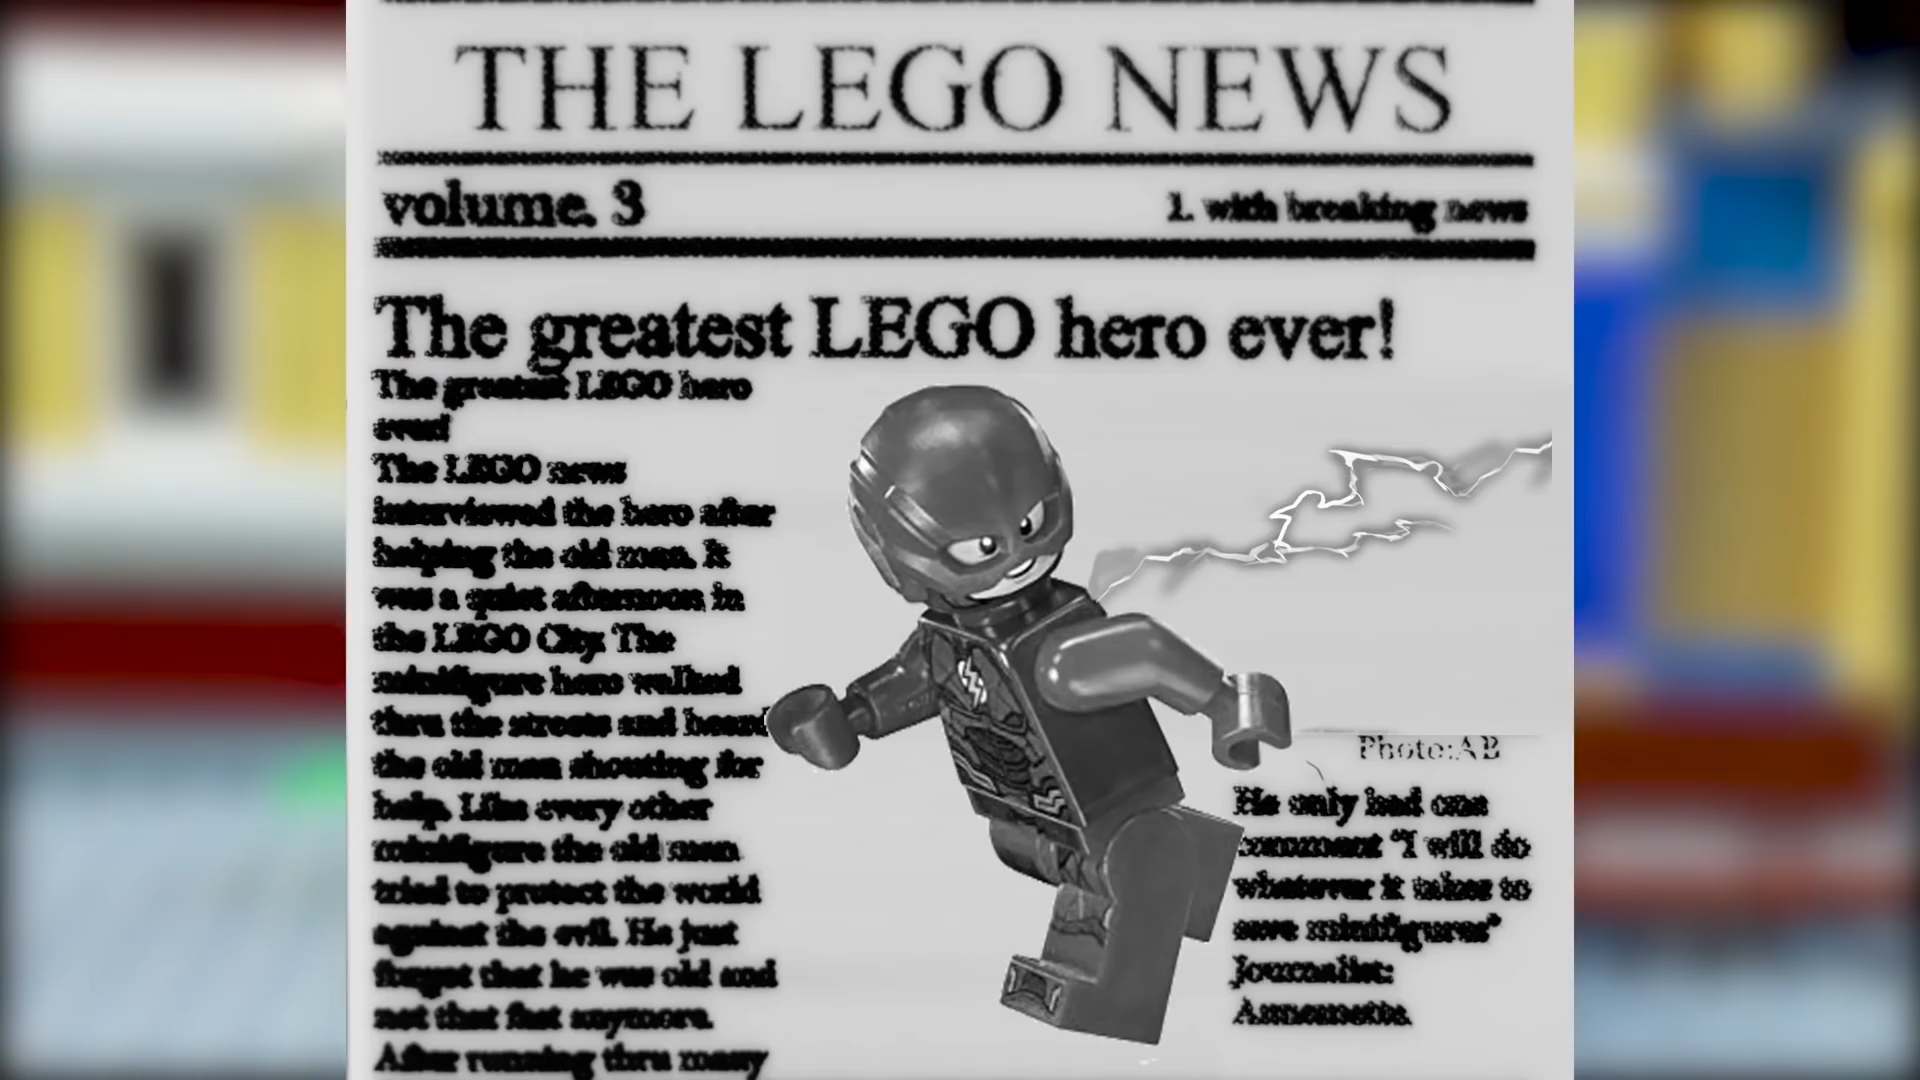 THE LEGO NEWS
volume. 3
1. with breaking news
The greatest LEGO hero ever!
The greatest LEGO hero
ever!
The LEGO news
interviewed the hero after
helping the old man. It
was a quiet afternoon in
the LEGO City. The
minifigure hero walked
thru the streets and heard
the old man shouting for
help. Like every other
minifigure the old man
tried to protect the world
against the evil. He just
forgot that he was old and
not that fast anymore.
After running thru many
Photo:AB
He only had one
comment "I will do
whatever it takes to
save minifigures"
Journalist:
Annemette.